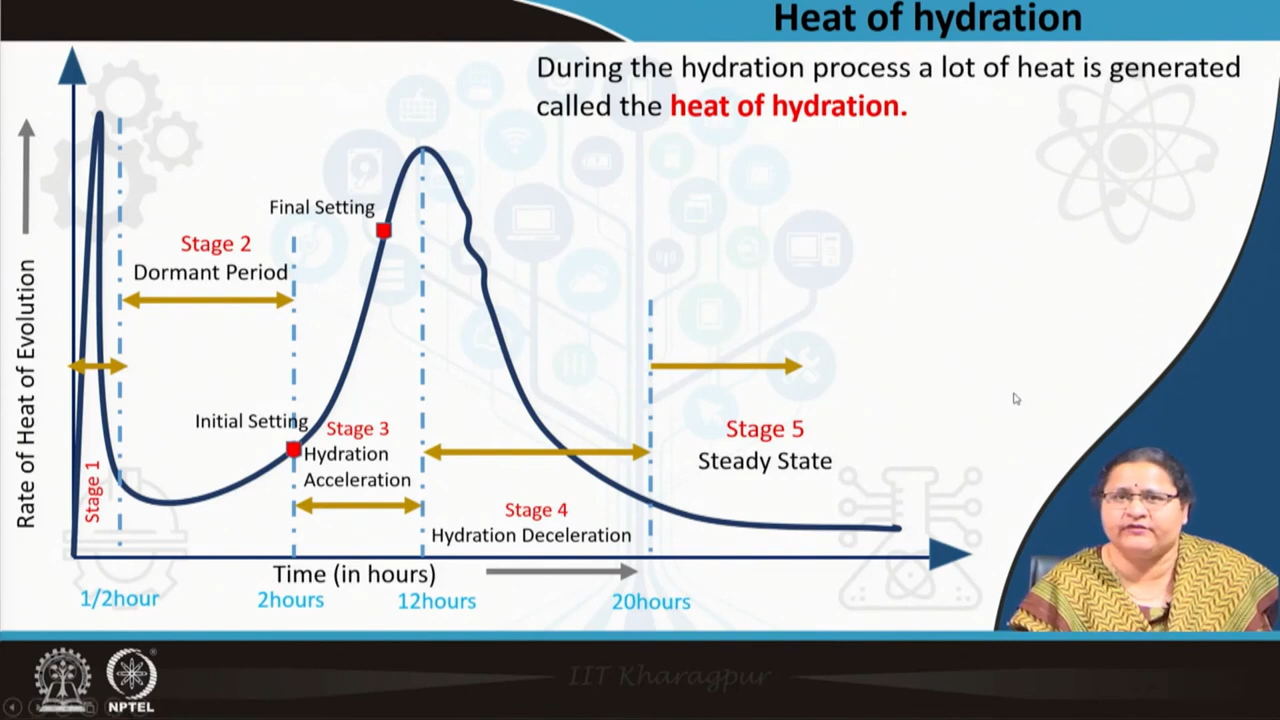 Heat of hydration
During the hydration process a lot of heat is generated
called the heat of hydration.
Rate of Heat of Evolution
Final Setting
Stage 2
Dormant Period
Initial Setting
Stage 1
Stage 3
Hydration
Acceleration
Stage 4
Hydration Deceleration
Stage 5
Steady State
Time (in hours)
1/2hour
2hours
12hours
20hours
NPTEL
IIT Kharagpur